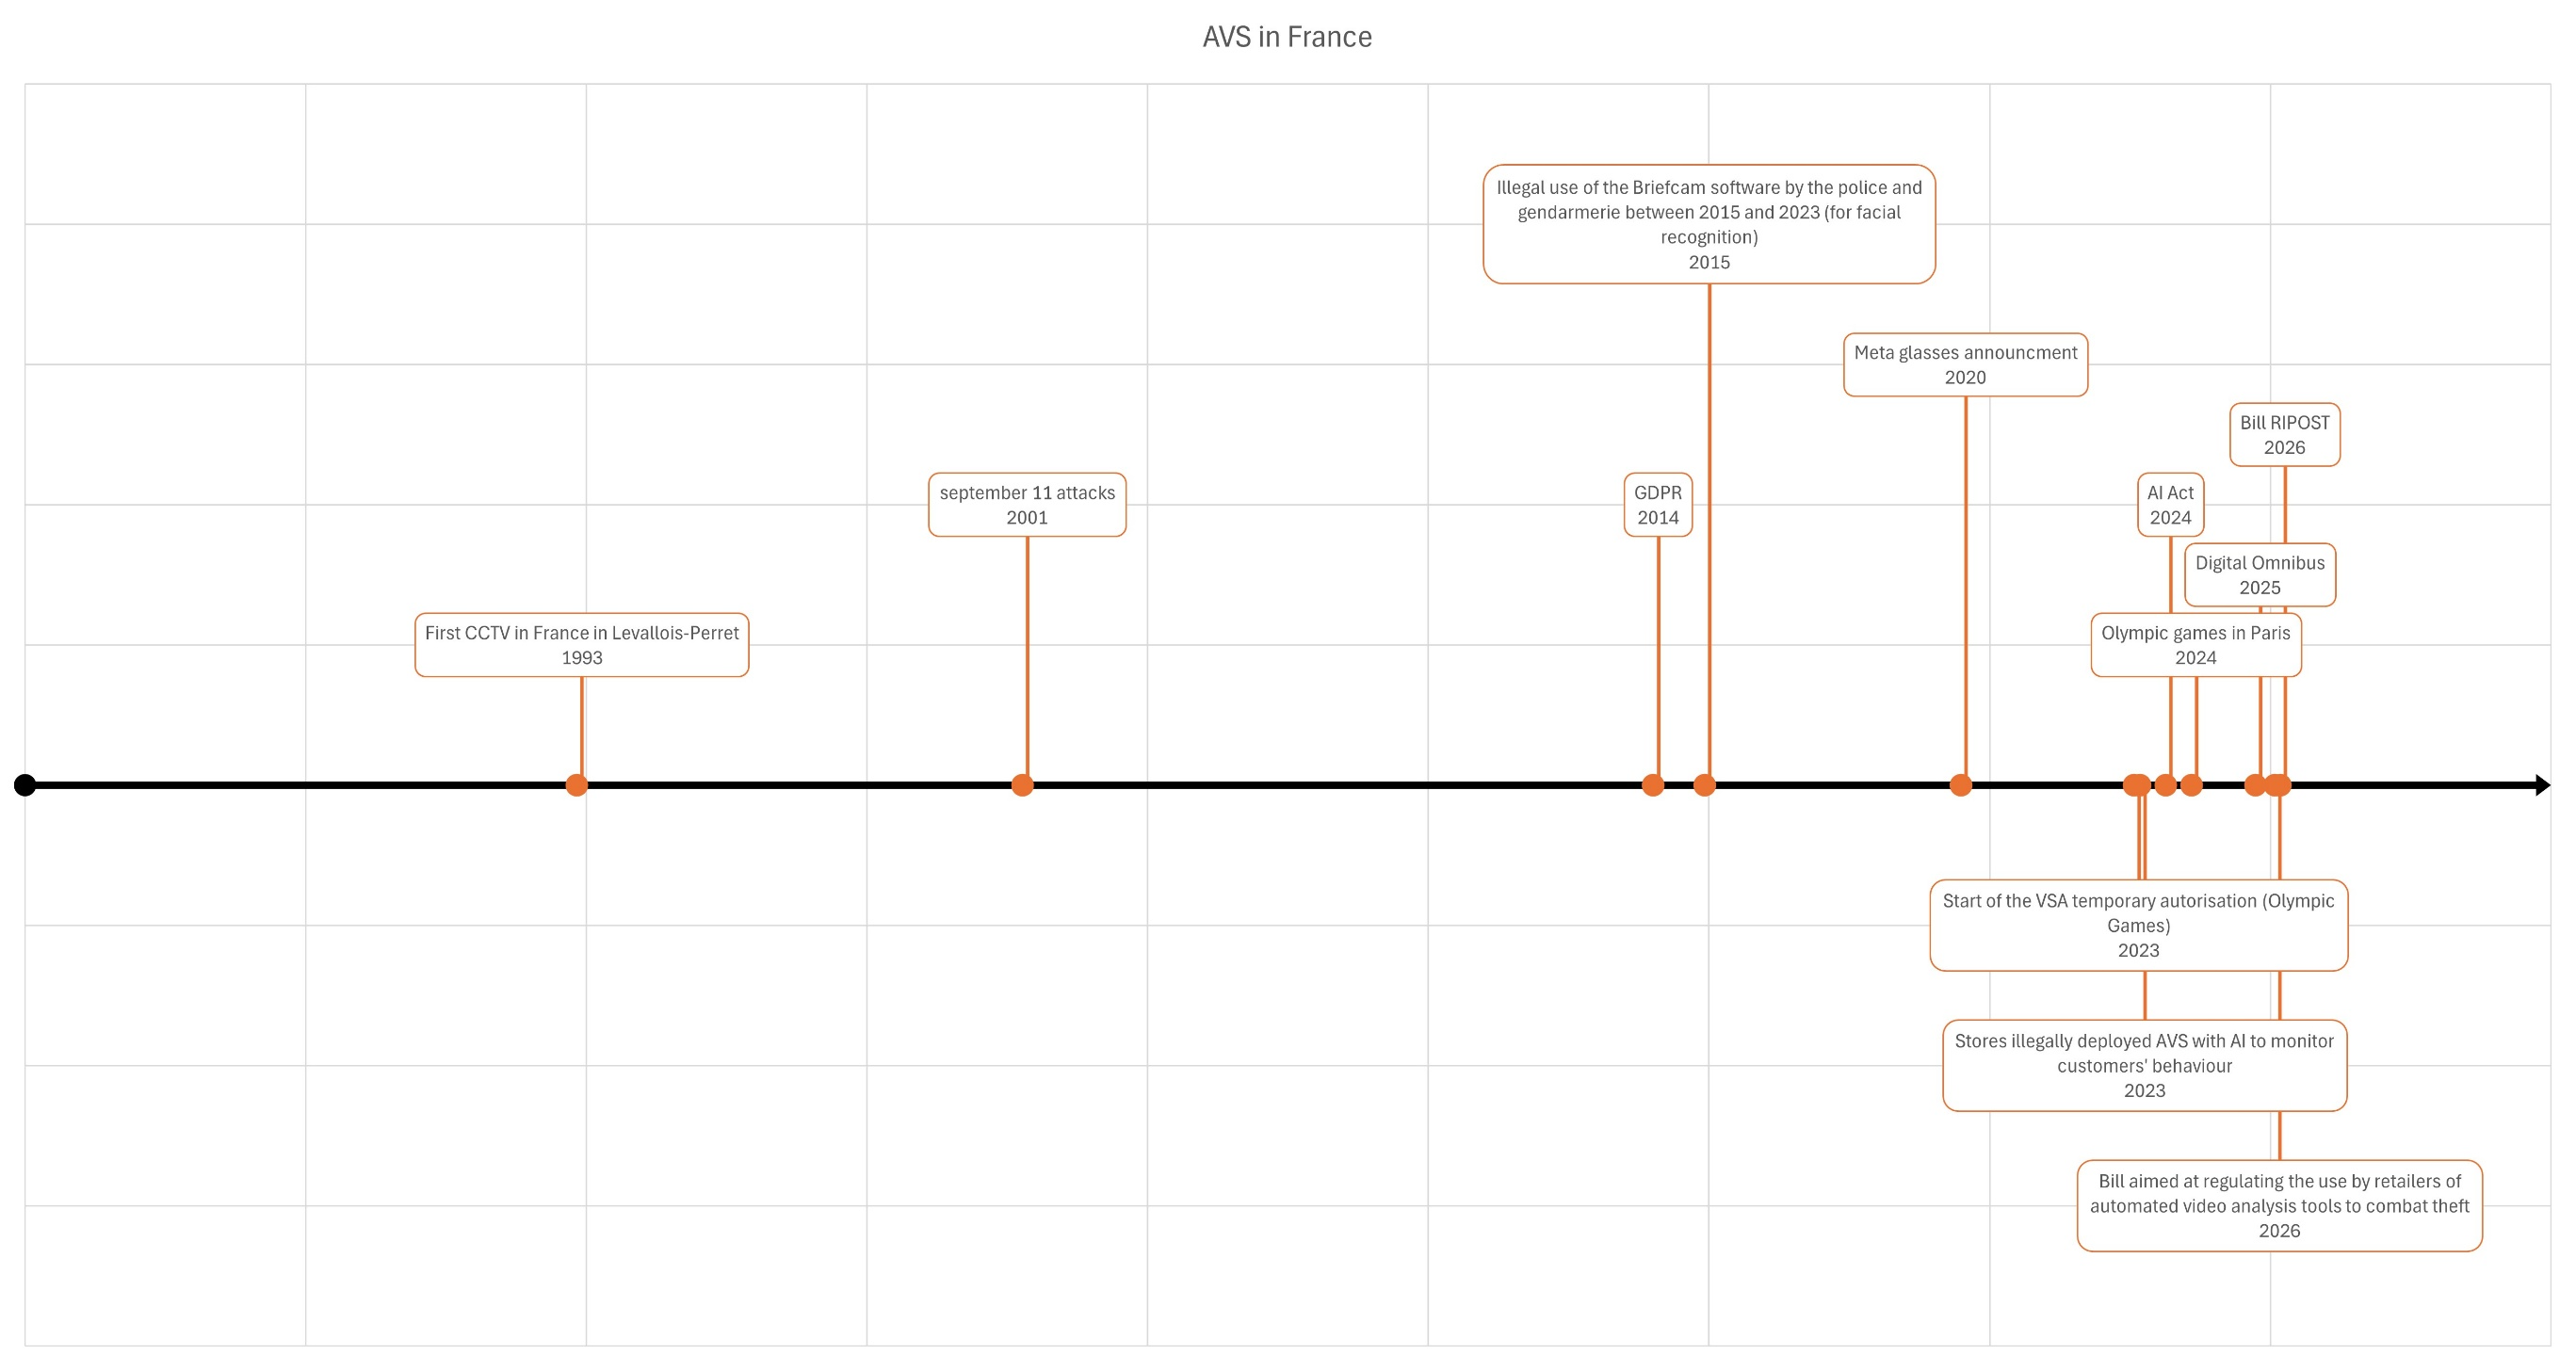 AVS in France
Illegal use of the Briefcam software by the police and
gendarmerie between 2015 and 2023 (for facial
recognition)
2015
Meta glasses announcment
2020
Bill RIPOST
2026
september 11 attacks
2001
GDPR
2014
AI Act
2024
Digital Omnibus
2025
First CCTV in France in Levallois-Perret
1993
Olympic games in Paris
2024
Start of the VSA temporary autorisation (Olympic
Games)
2023
Stores illegally deployed AVS with AI to monitor
customers' behaviour
2023
Bill aimed at regulating the use by retailers of
automated video analysis tools to combat theft
2026